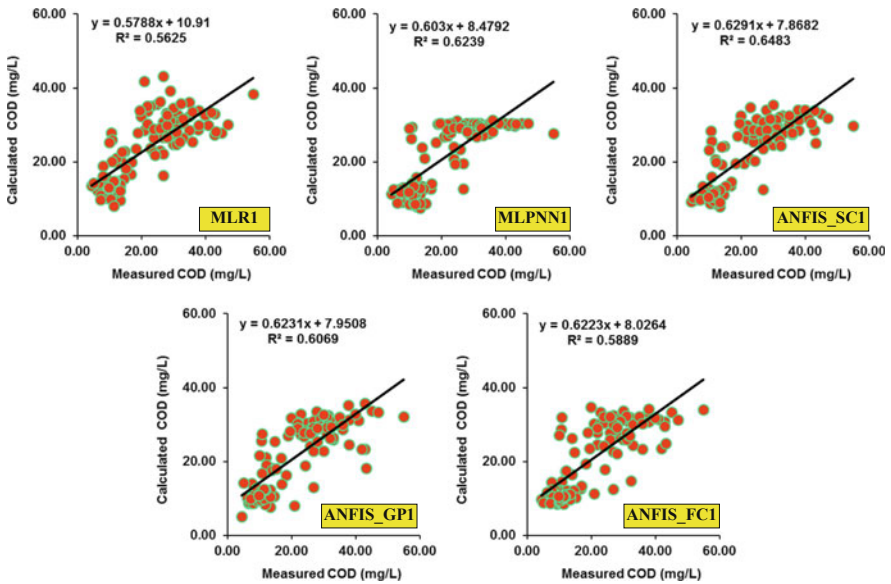 y = 0.5788x + 10.91
R² = 0.5625
Calculated COD (mg/L)
60.00
40.00
20.00
0.00
0.00 20.00 40.00 60.00
Measured COD (mg/L)
MLR1
y = 0.603x + 8.4792
R² = 0.6239
Calculated COD (mg/L)
60.00
40.00
20.00
0.00
0.00 20.00 40.00 60.00
Measured COD (mg/L)
MLPNN1
y = 0.6291x + 7.8682
R² = 0.6483
Calculated COD (mg/L)
60.00
40.00
20.00
0.00
0.00 20.00 40.00 60.00
Measured COD (mg/L)
ANFIS_SC1
y = 0.6231x + 7.9508
R² = 0.6069
Calculated COD (mg/L)
60.00
40.00
20.00
0.00
0.00 20.00 40.00 60.00
Measured COD (mg/L)
ANFIS_GP1
y = 0.6223x + 8.0264
R² = 0.5889
Calculated COD (mg/L)
60.00
40.00
20.00
0.00
0.00 20.00 40.00 60.00
Measured COD (mg/L)
ANFIS_FC1